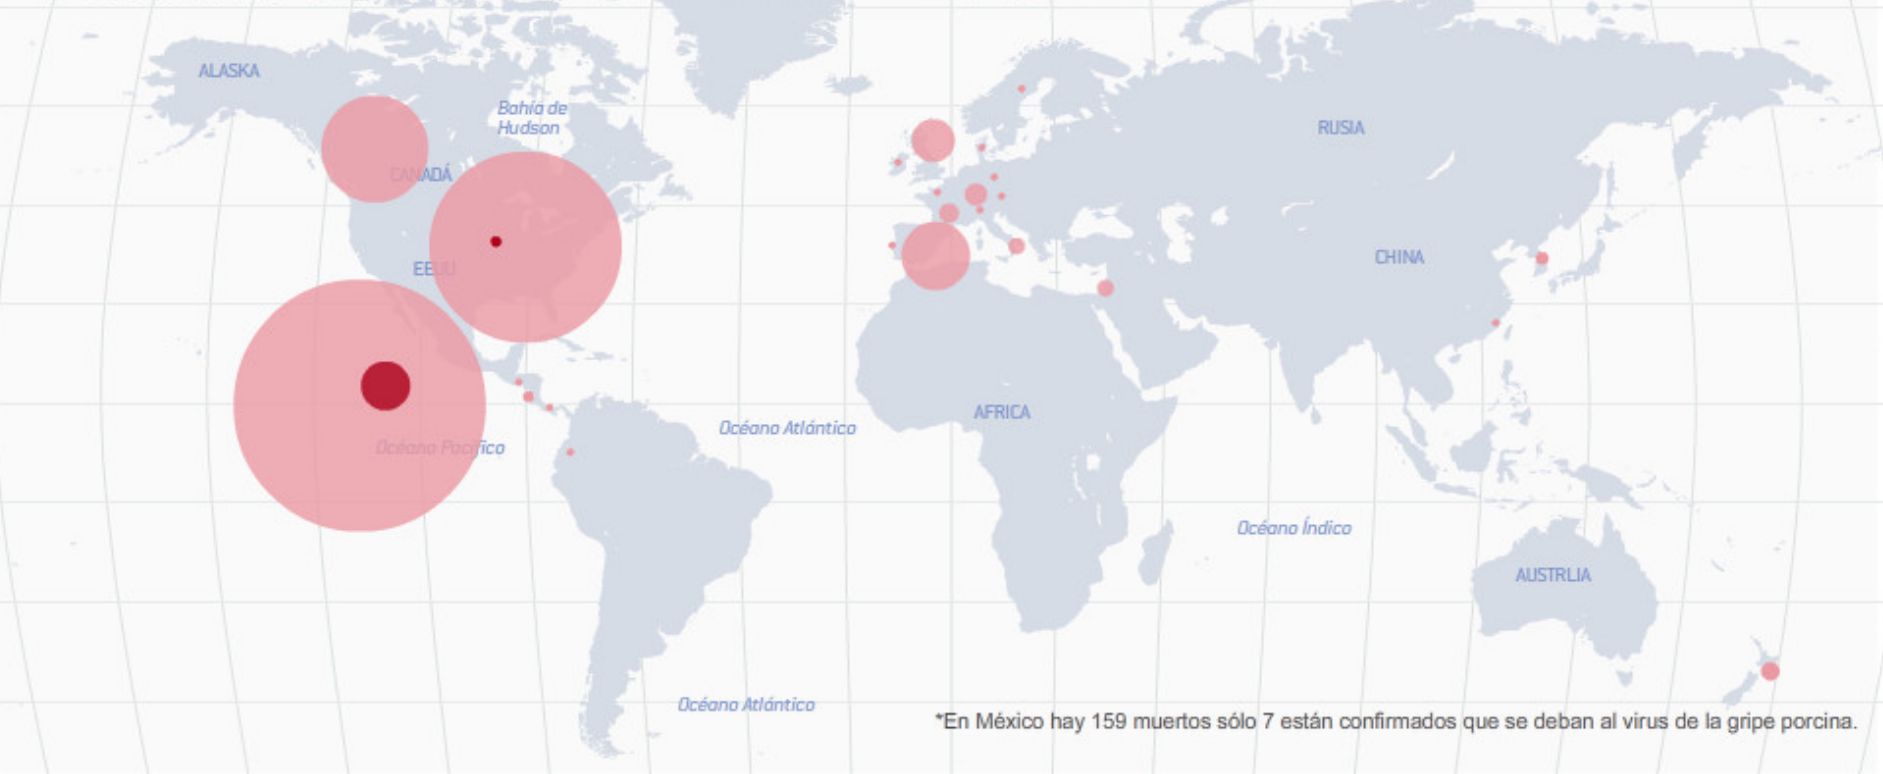 ALASKA
Bahía de
Hudson
RUSIA
CANADÁ
CHINA
EEUU
AFRICA
Océano Atlántico
Océano Pacífico
Océano Índico
AUSTRLIA
Océano Atlántico
*En México hay 159 muertos sólo 7 están confirmados que se deban al virus de la gripe porcina.